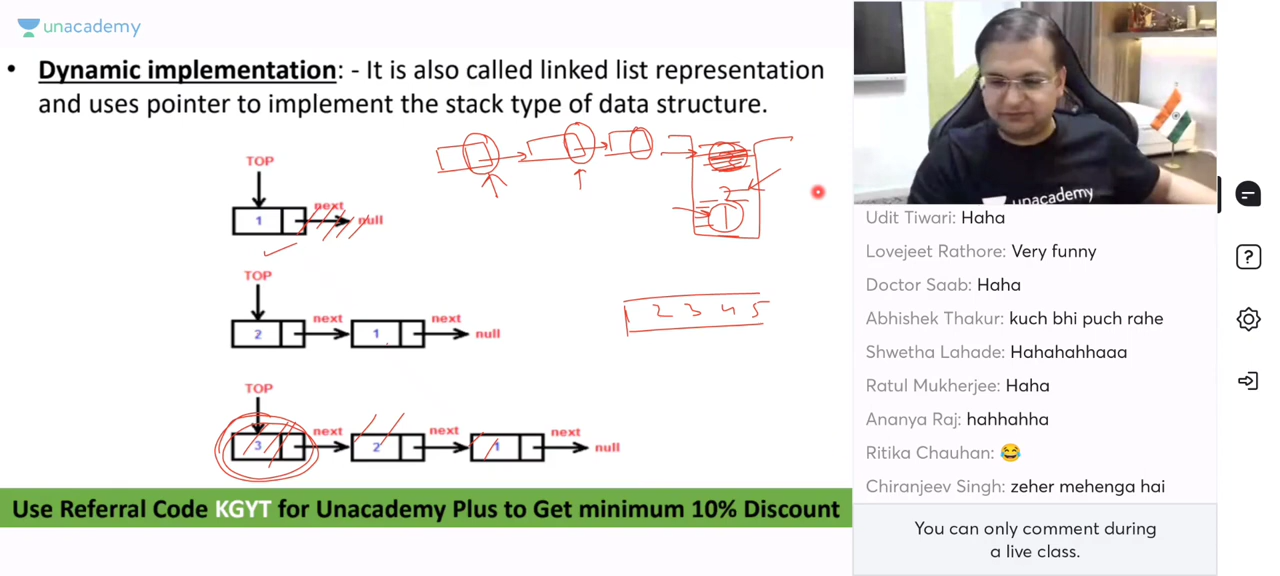 unacademy
• Dynamic implementation: - It is also called linked list representation
and uses pointer to implement the stack type of data structure.
TOP
1
next
null
2
1
TOP
2
next
1
next
null
1 2 3 4 5
TOP
3
next
2
next
1
next
null
Use Referral Code KGYT for Unacademy Plus to Get minimum 10% Discount
unacademy
Udit Tiwari: Haha
Lovejeet Rathore: Very funny
Doctor Saab: Haha
Abhishek Thakur: kuch bhi puch rahe
Shwetha Lahade: Hahahahhaaa
Ratul Mukherjee: Haha
Ananya Raj: hahhahha
Ritika Chauhan: 😂
Chiranjeev Singh: zeher mehenga hai
You can only comment during
a live class.